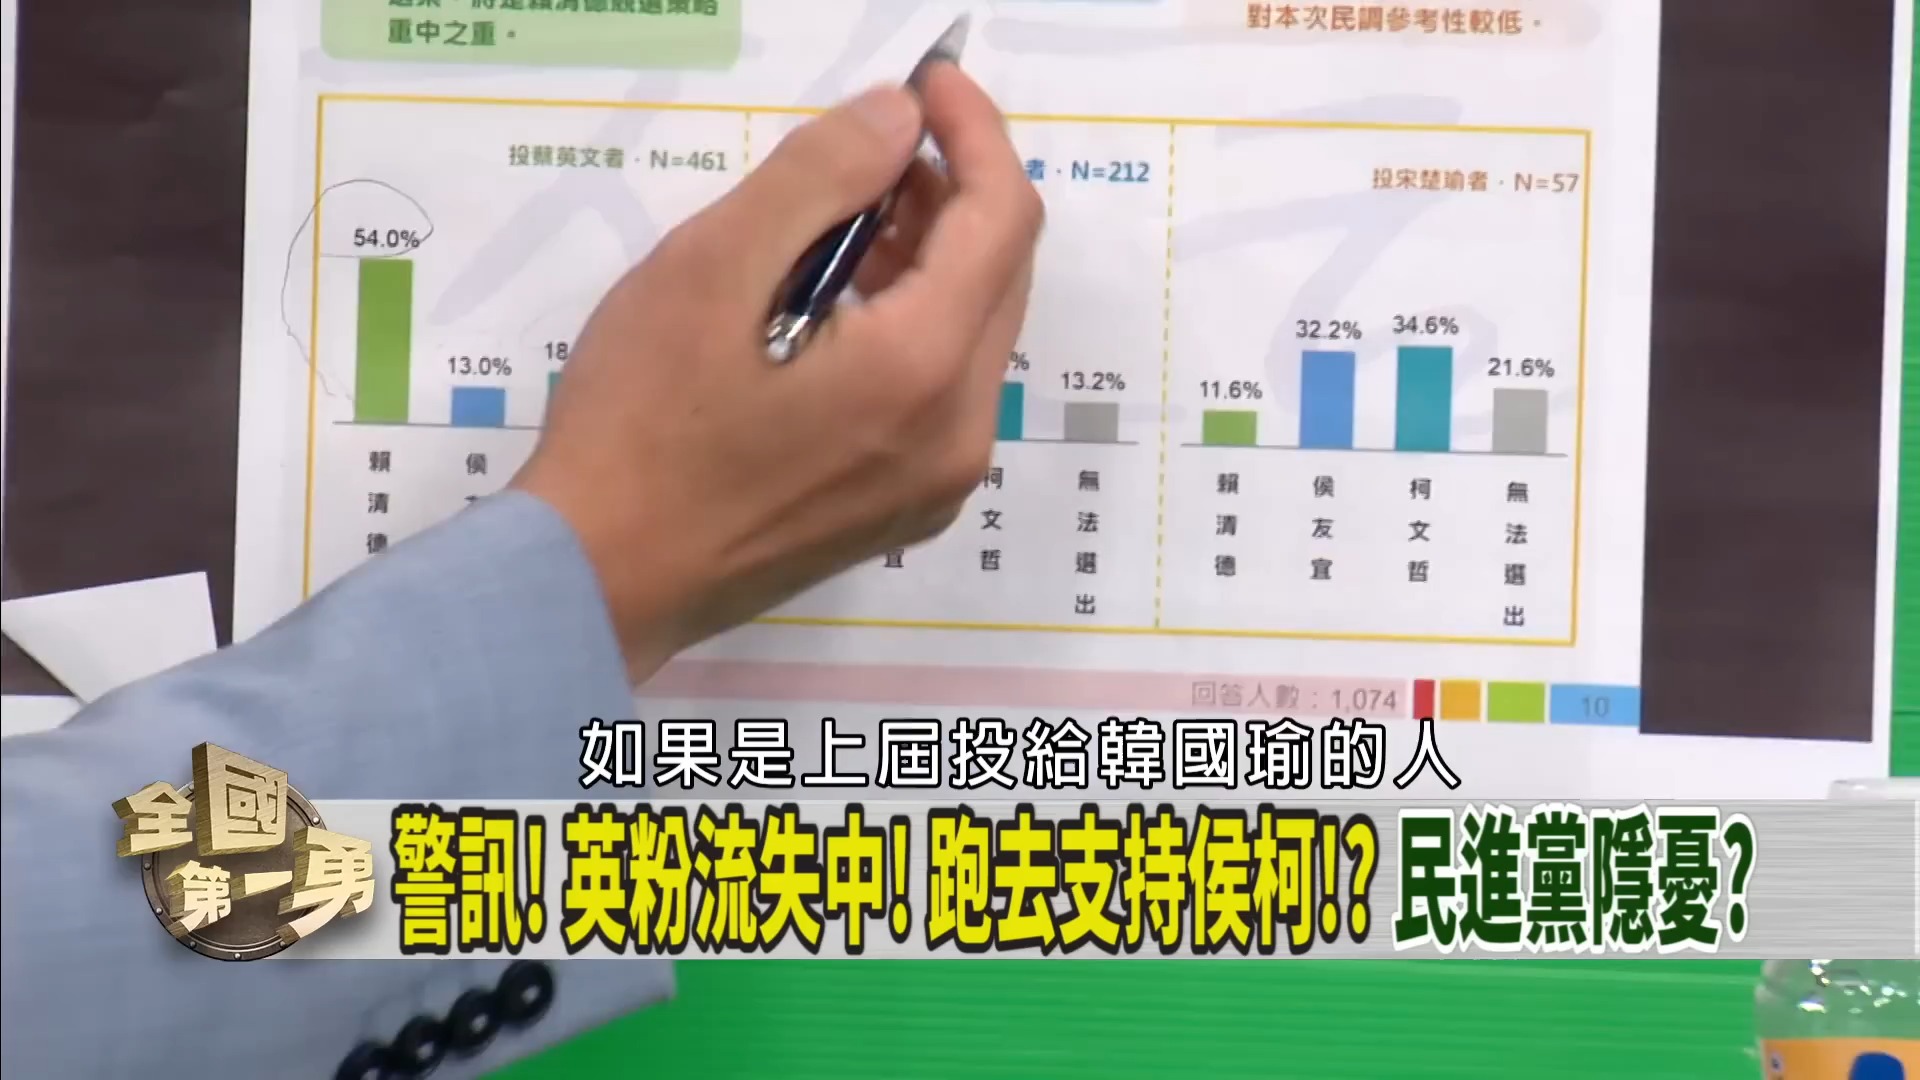 重中之重。
對本次民調參考性較低。
投蔡英文者．N=461
者．N=212
投宋楚瑜者．N=57
54.0%
13.0%
18
%
13.2%
11.6%
32.2%
34.6%
21.6%
賴清德
侯
宜
柯文哲
無法選出
賴清德
侯友宜
柯文哲
無法選出
回答人數：1,074
10
如果是上屆投給韓國瑜的人
全國第一勇
警訊!英粉流失中!跑去支持侯柯!?民進黨隱憂?